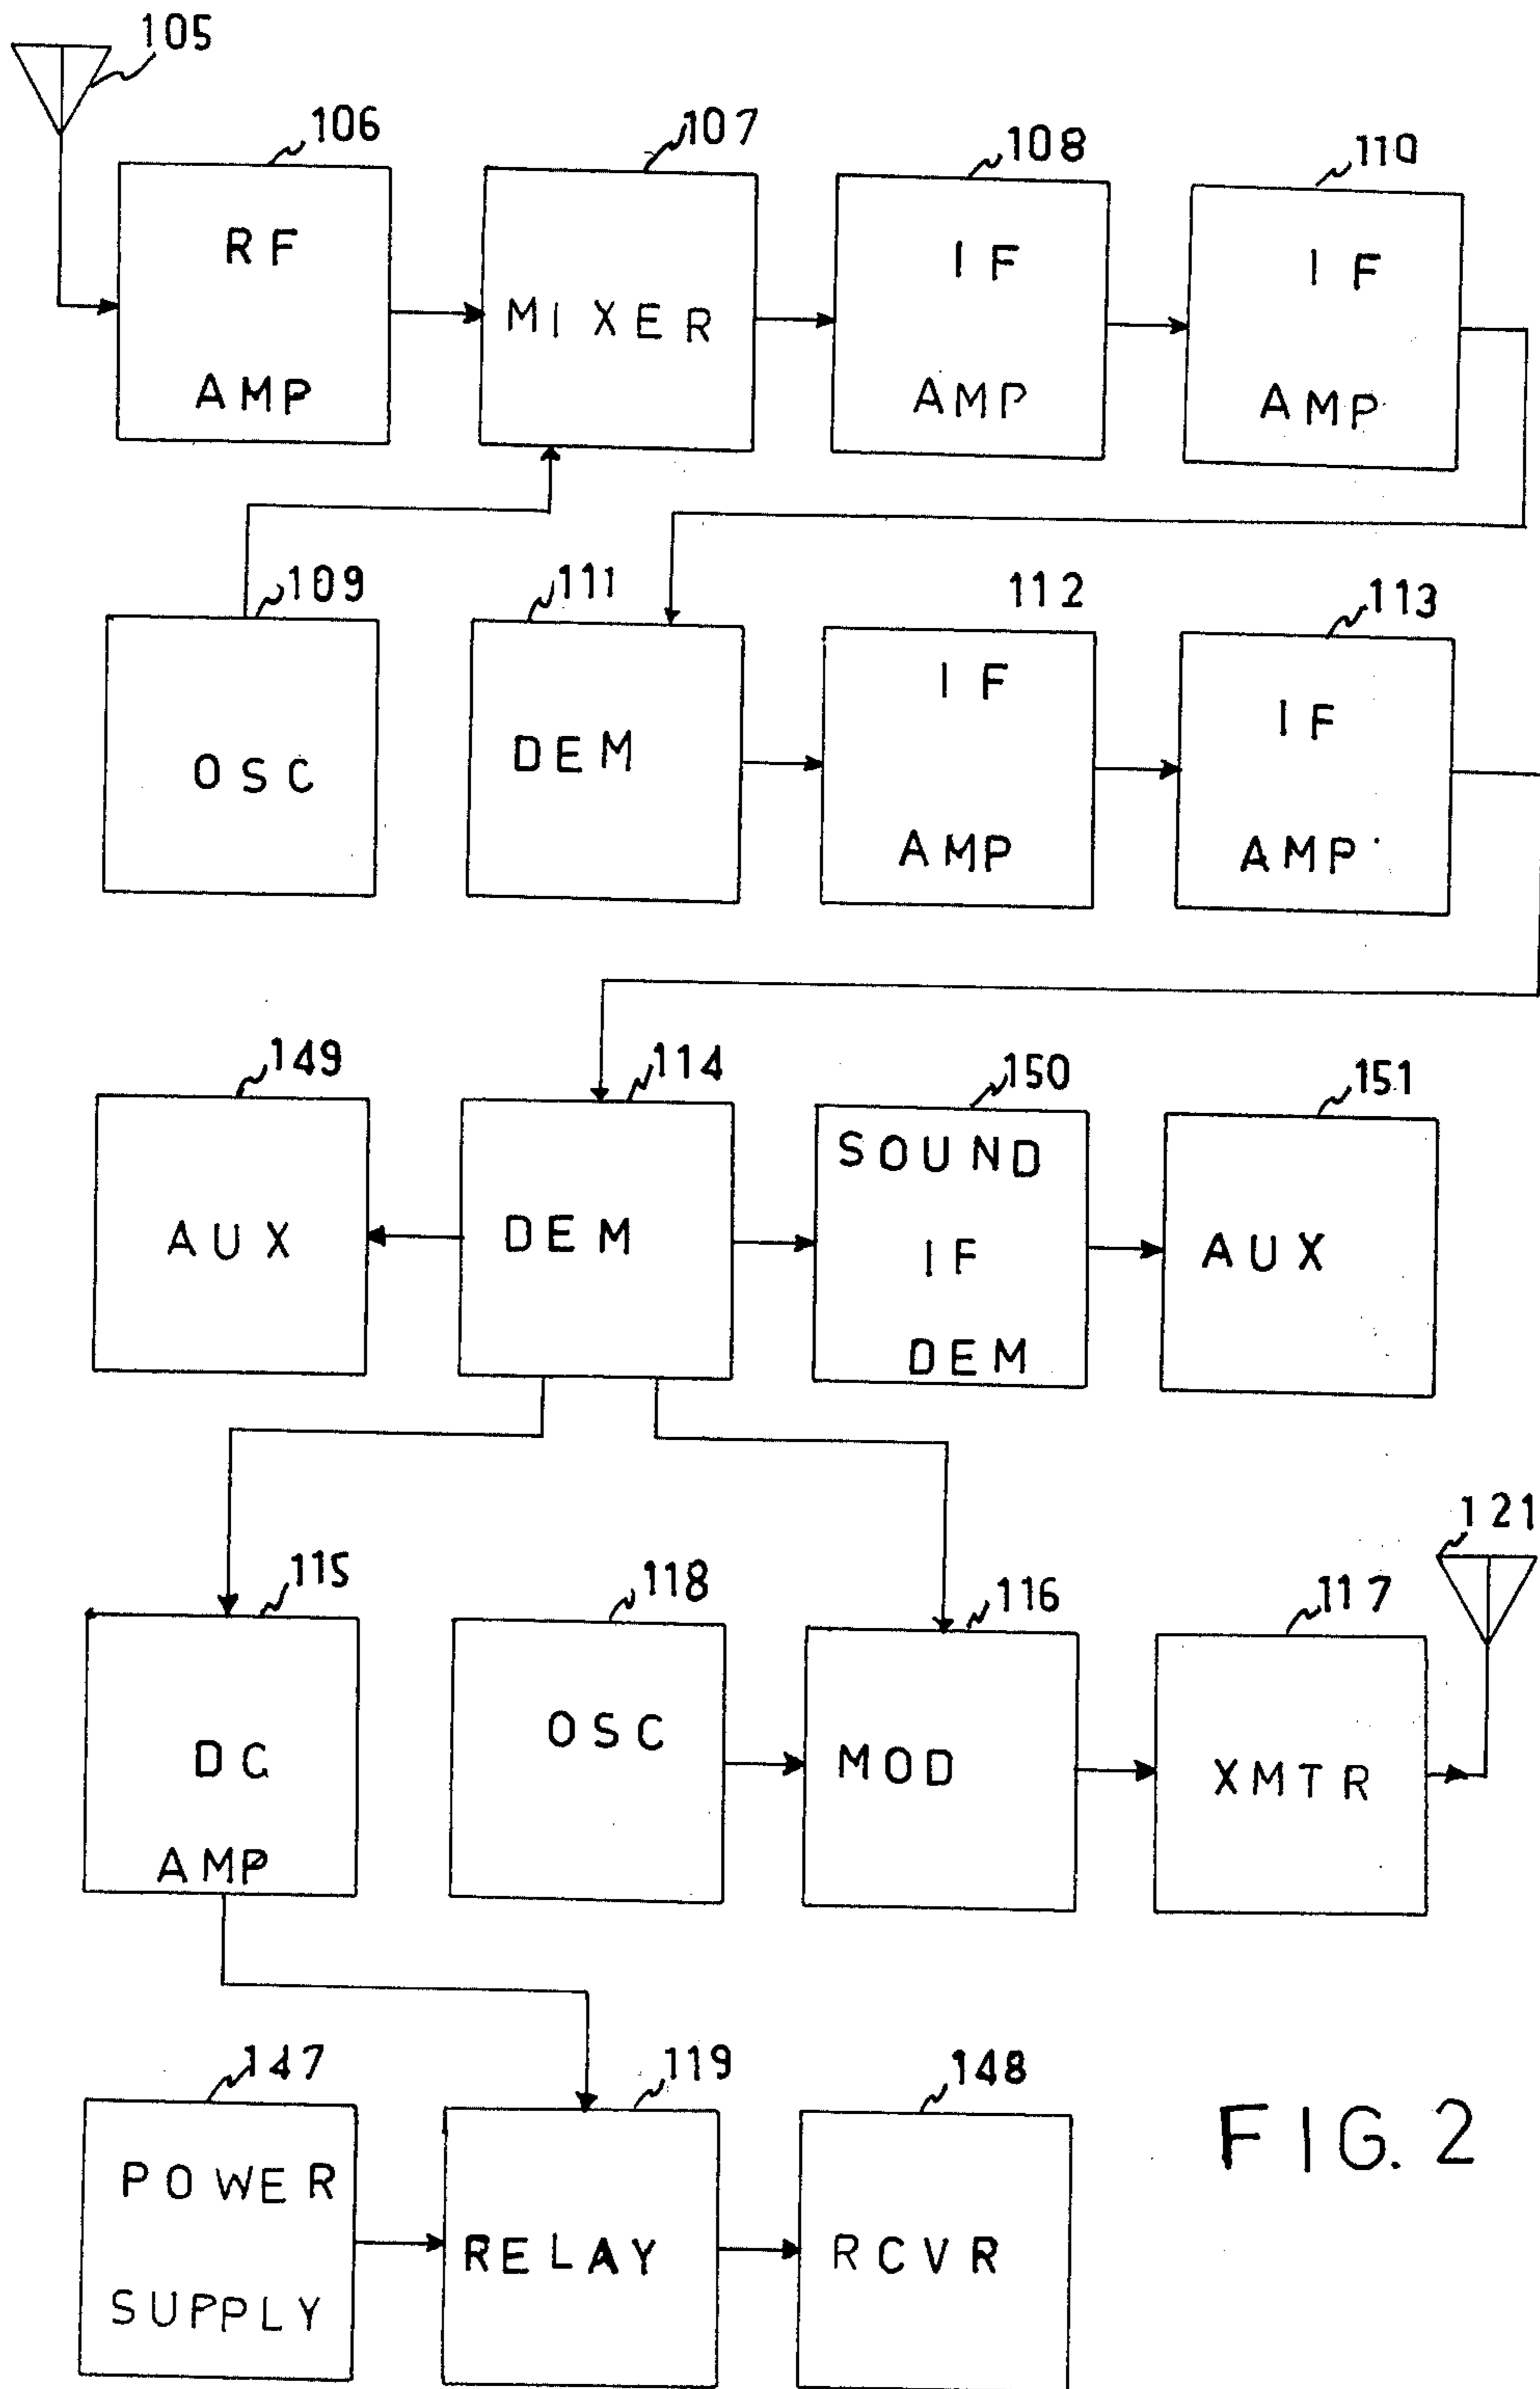 105
106
107
108
110
RF
AMP
MIXER
IF
AMP
IF
AMP
109
111
112
113
OSC
DEM
IF
AMP
IF
AMP
149
114
150
151
AUX
DEM
SOUND
IF
DEM
AUX
121
115
118
116
117
DC
AMP
OSC
MOD
XMTR
147
119
148
POWER
SUPPLY
RELAY
RCVR
FIG. 2